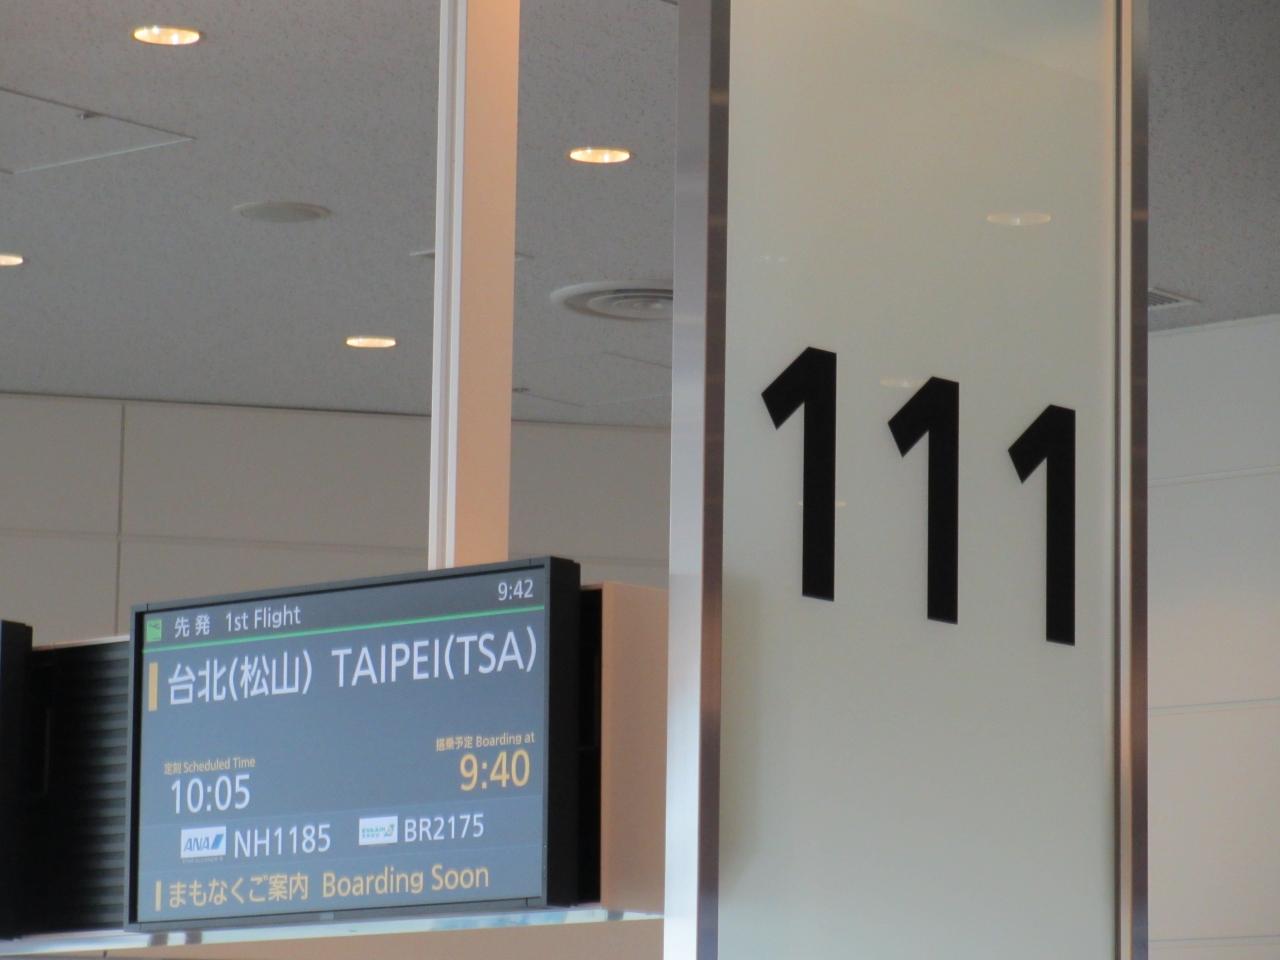 先発 1st Flight 9:42
台北(松山) TAIPEI(TSA)
定刻 Scheduled Time 搭乗予定 Boarding at
10:05 9:40
ANA NH1185 BR2175
まもなくご案内 Boarding Soon
111